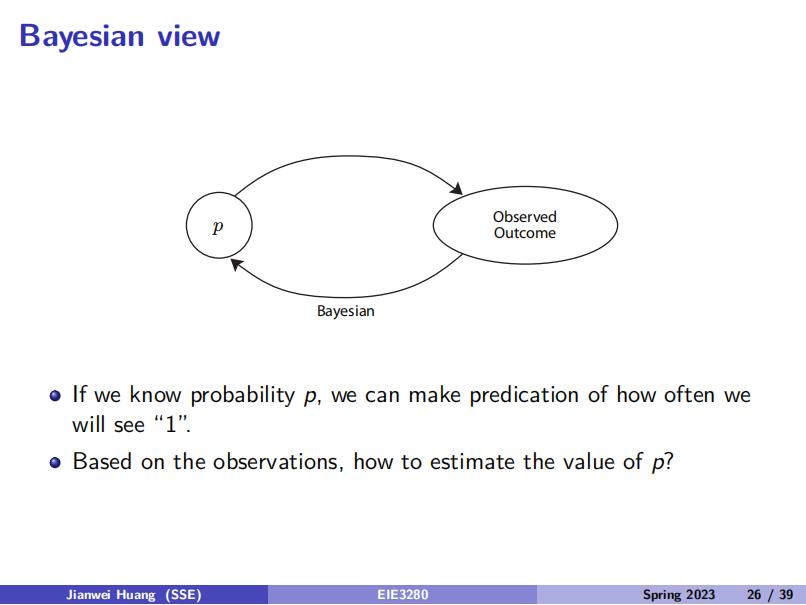 Bayesian view
p
Observed
Outcome
Bayesian
If we know probability p, we can make predication of how often we
will see “1”.
Based on the observations, how to estimate the value of p?
Jianwei Huang (SSE) EIE3280 Spring 2023 26 / 39